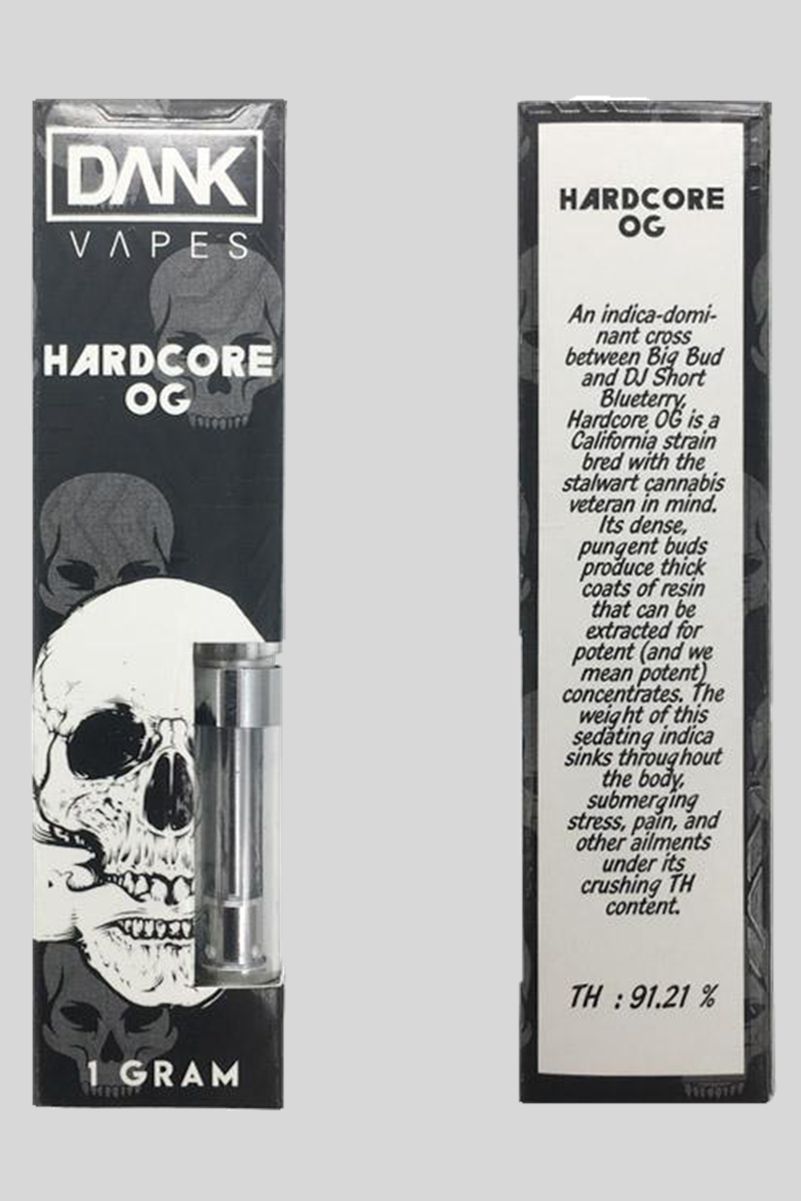 DANK
VAPES
HARDCORE
OG
1 GRAM
HARDCORE
OG
An indica-domi-
nant cross
between Big Bud
and DJ Short
Blueterry,
Hardcore OG is a
California strain
bred with the
stalwart cannabis
veteran in mind.
Its dense,
pungent buds
produce thick
coats of resin
that can be
extracted for
potent (and we
mean potent)
concentrates. The
weight of this
sedating indica
sinks throughout
the body,
submerging
stress, pain, and
other ailments
under its
crushing TH
content.
TH : 91.21 %